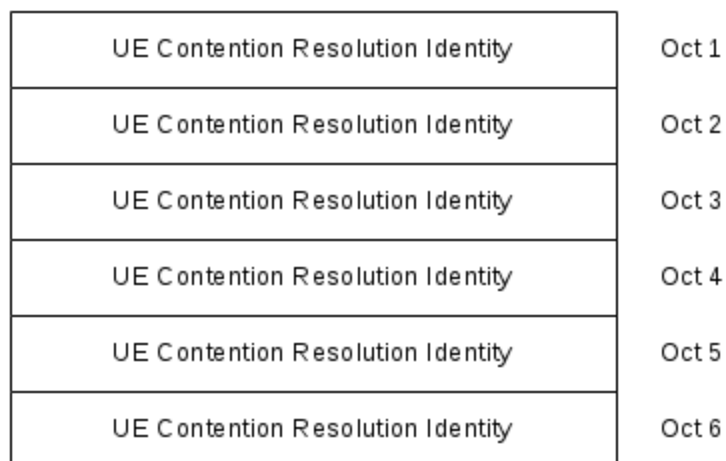 UE Contention Resolution Identity Oct 1
UE Contention Resolution Identity Oct 2
UE Contention Resolution Identity Oct 3
UE Contention Resolution Identity Oct 4
UE Contention Resolution Identity Oct 5
UE Contention Resolution Identity Oct 6